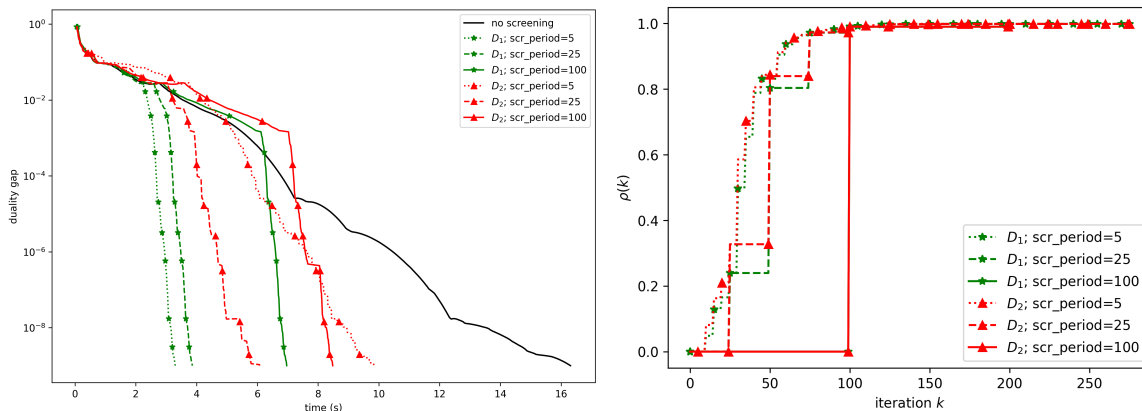 10⁰
10⁻²
10⁻⁴
10⁻⁶
10⁻⁸
duality gap
0
2
4
6
8
10
12
14
16
time (s)
no screening
D₁; scr_period=5
D₁; scr_period=25
D₁; scr_period=100
D₂; scr_period=5
D₂; scr_period=25
D₂; scr_period=100
1.0
0.8
0.6
0.4
0.2
0.0
ρ(k)
0
50
100
150
200
250
iteration k
D₁; scr_period=5
D₁; scr_period=25
D₁; scr_period=100
D₂; scr_period=5
D₂; scr_period=25
D₂; scr_period=100